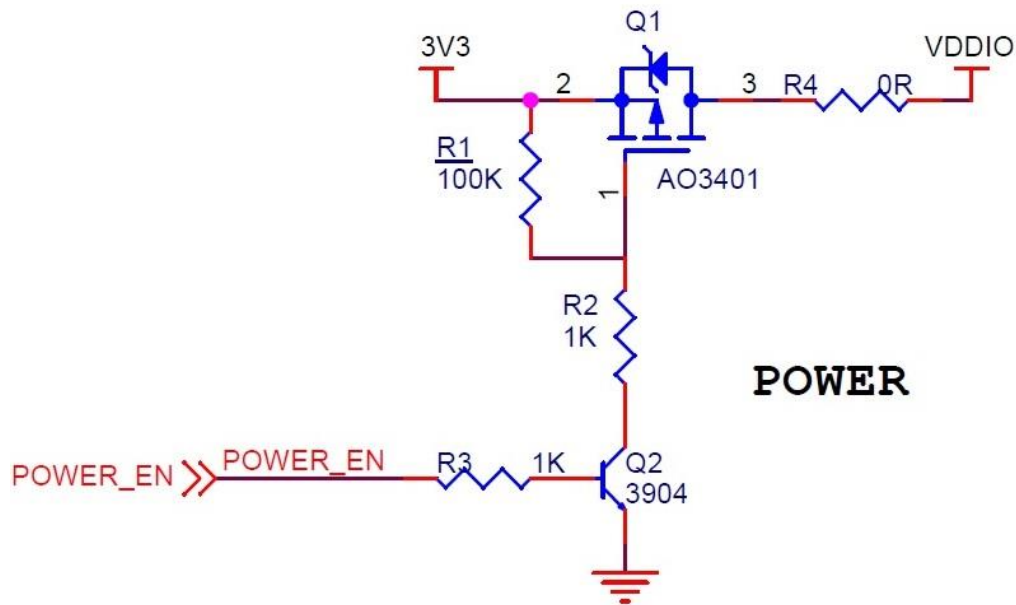 Q1
3V3
VDDIO
2
3
R4
0R
R1
100K
1
AO3401
R2
1K
POWER
POWER_EN
POWER_EN
R3
1K
Q2
3904